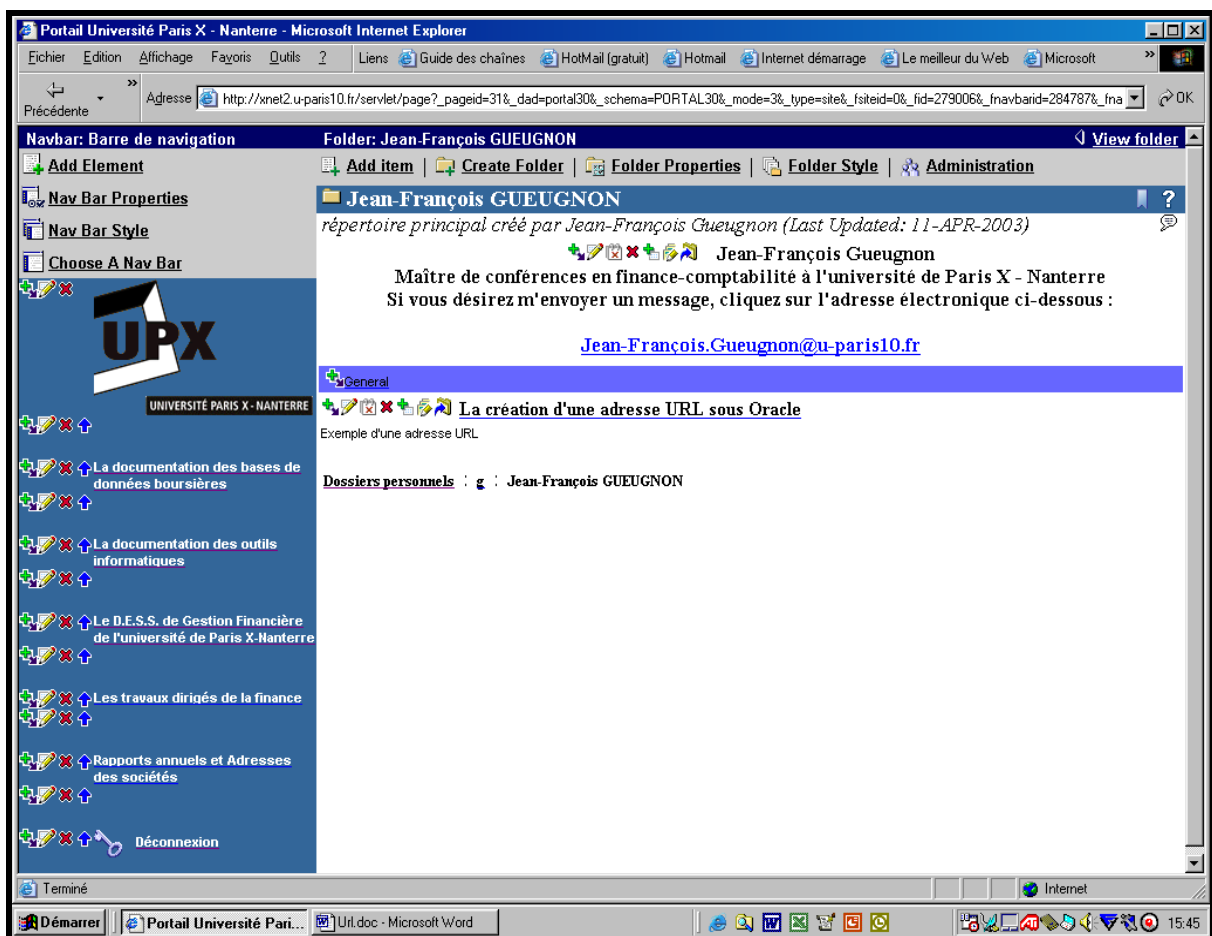 Portail Université Paris X - Nanterre - Microsoft Internet Explorer
Fichier Edition Affichage Favoris Outils ? Liens Guide des chaînes HotMail (gratuit) Hotmail Internet démarrage Le meilleur du Web Microsoft »
Précédente » Adresse http://xnet2.u-paris10.fr/servlet/page?_pageid=31&_dad=portal30&_schema=PORTAL30&_mode=3&_type=site&_fsiteid=0&_fid=279006&_fnavbarid=284787&_fna OK
Navbar: Barre de navigation
Add Element
Nav Bar Properties
Nav Bar Style
Choose A Nav Bar
UPX
UNIVERSITÉ PARIS X - NANTERRE
La documentation des bases de
données boursières
La documentation des outils
informatiques
Le D.E.S.S. de Gestion Financière
de l'université de Paris X-Nanterre
Les travaux dirigés de la finance
Rapports annuels et Adresses
des sociétés
Déconnexion
Folder: Jean-François GUEUGNON View folder
Add item | Create Folder | Folder Properties | Folder Style | Administration
Jean-François GUEUGNON ?
répertoire principal créé par Jean-François Gueugnon (Last Updated: 11-APR-2003)
Jean-François Gueugnon
Maître de conférences en finance-comptabilité à l'université de Paris X - Nanterre
Si vous désirez m'envoyer un message, cliquez sur l'adresse électronique ci-dessous :
Jean-François.Gueugnon@u-paris10.fr
General
La création d'une adresse URL sous Oracle
Exemple d'une adresse URL
Dossiers personnels : g : Jean-François GUEUGNON
Terminé Internet
Démarrer Portail Université Pari... Url.doc - Microsoft Word 15:45